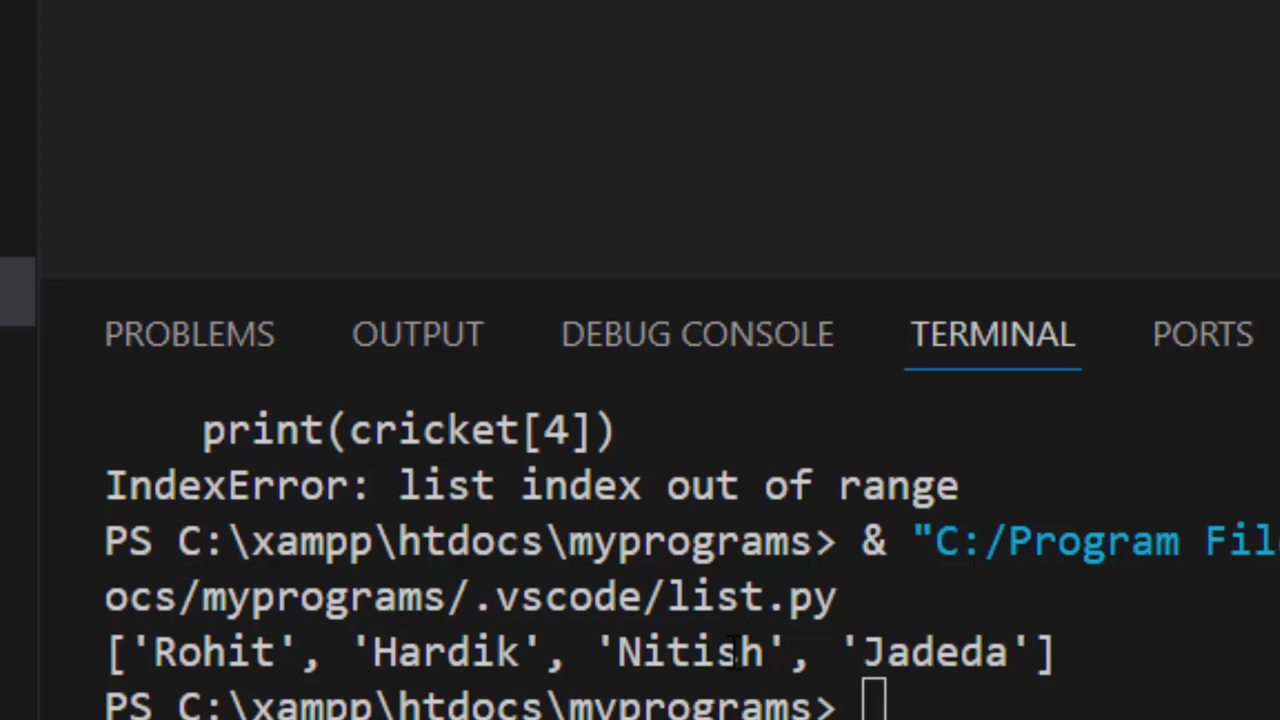 PROBLEMS OUTPUT DEBUG CONSOLE TERMINAL PORTS
print(cricket[4])
IndexError: list index out of range
PS C:\xampp\htdocs\myprograms> & "C:/Program Fil
ocs/myprograms/.vscode/list.py
['Rohit', 'Hardik', 'Nitish', 'Jadeda']
PS C:\xampp\htdocs\myprograms>